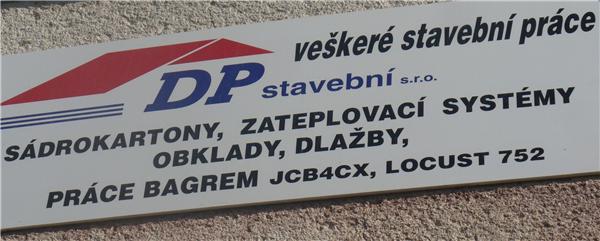 veškeré stavební práce
DP stavební s.r.o.
SÁDROKARTONY, ZATEPLOVACÍ SYSTÉMY
OBKLADY, DLAŽBY,
PRÁCE BAGREM JCB4CX, LOCUST 752